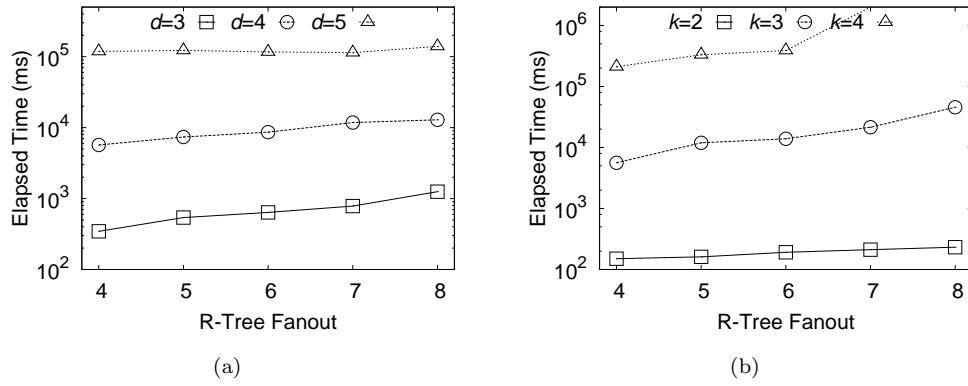 d=3 d=4 d=5
10^5
10^4
10^3
10^2
Elapsed Time (ms)
4 5 6 7 8
R-Tree Fanout
(a)
k=2 k=3 k=4
10^6
10^5
10^4
10^3
10^2
Elapsed Time (ms)
4 5 6 7 8
R-Tree Fanout
(b)